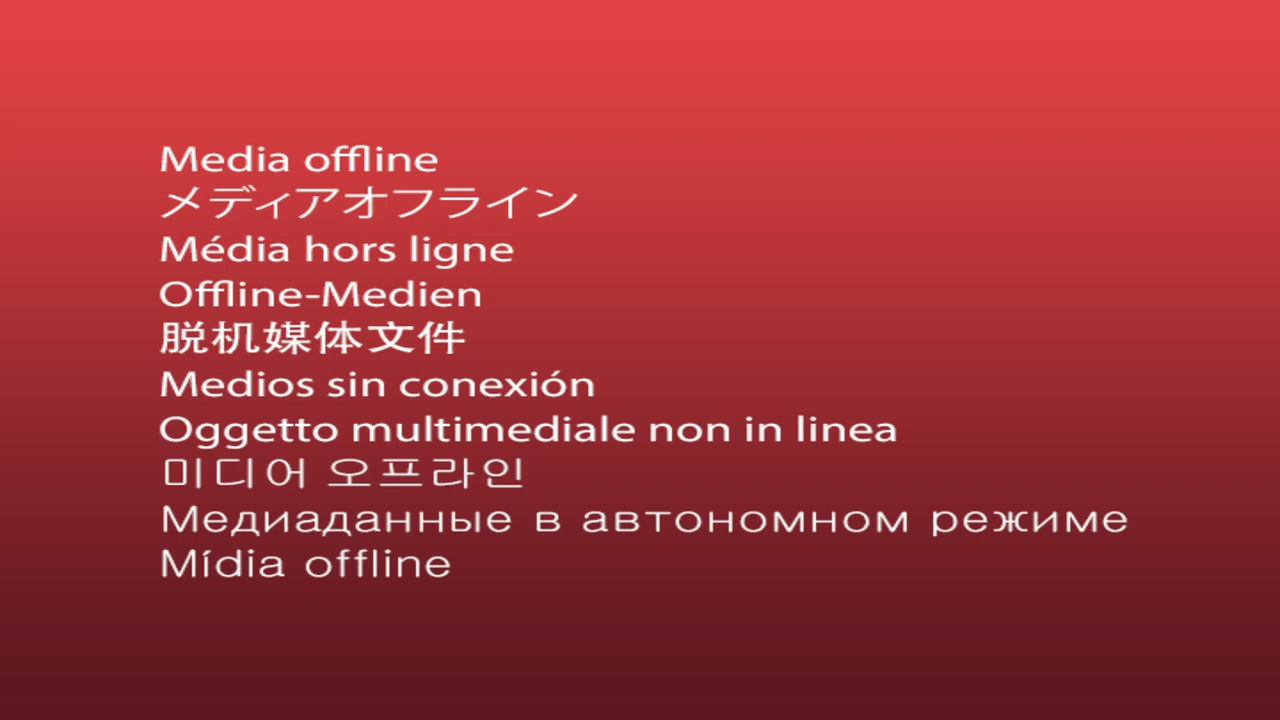 Media offline
メディアオフライン
Média hors ligne
Offline-Medien
脱机媒体文件
Medios sin conexión
Oggetto multimediale non in linea
미디어 오프라인
Медиаданные в автономном режиме
Mídia offline